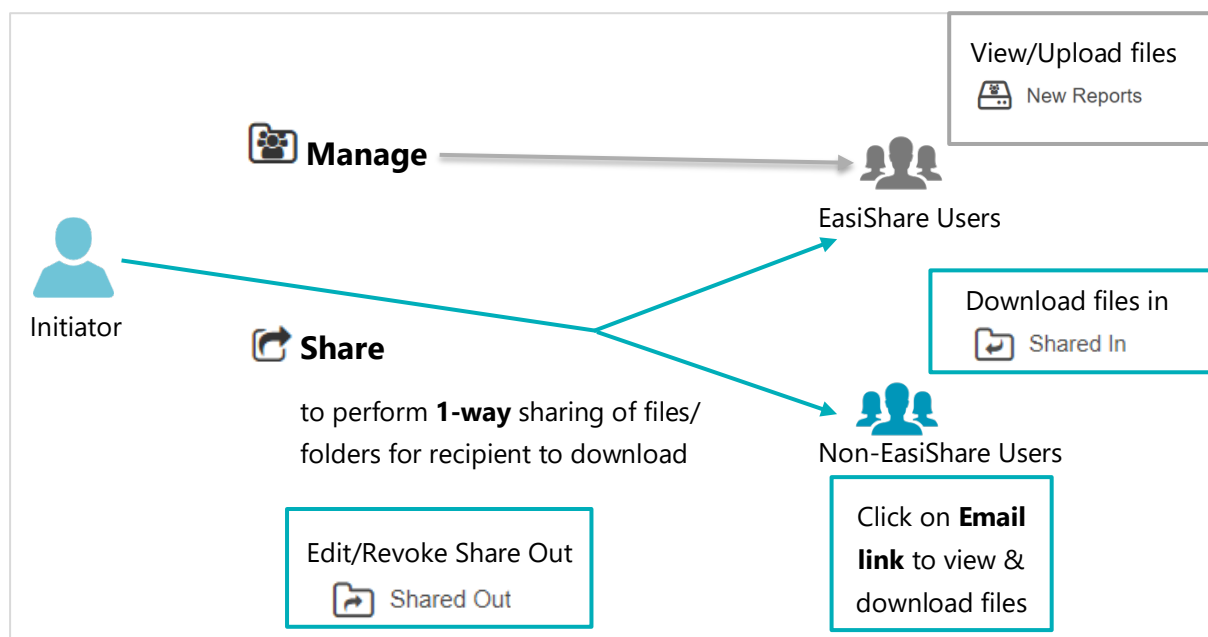 View/Upload files
New Reports
Manage
EasiShare Users
Initiator
Download files in
Shared In
Share
to perform 1-way sharing of files/
folders for recipient to download
Non-EasiShare Users
Edit/Revoke Share Out
Shared Out
Click on Email
link to view &
download files